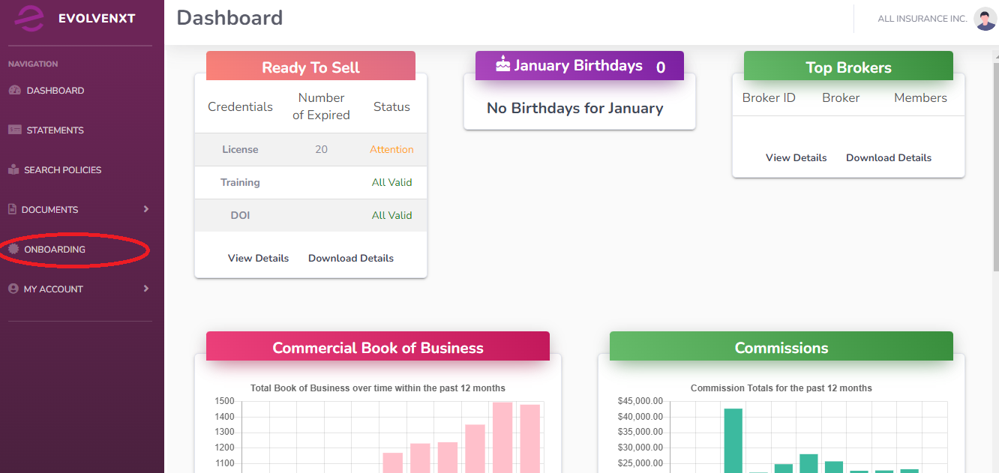 EVOLVENXT
Dashboard
ALL INSURANCE INC.
NAVIGATION
DASHBOARD
STATEMENTS
SEARCH POLICIES
DOCUMENTS
ONBOARDING
MY ACCOUNT
Ready To Sell
Credentials Number of Expired Status
License 20 Attention
Training All Valid
DOI All Valid
View Details Download Details
January Birthdays 0
No Birthdays for January
Top Brokers
Broker ID Broker Members
View Details Download Details
Commercial Book of Business
Total Book of Business over time within the past 12 months
1500
1400
1300
1200
1100
Commissions
Commission Totals for the past 12 months
$45,000.00
$40,000.00
$35,000.00
$30,000.00
$25,000.00